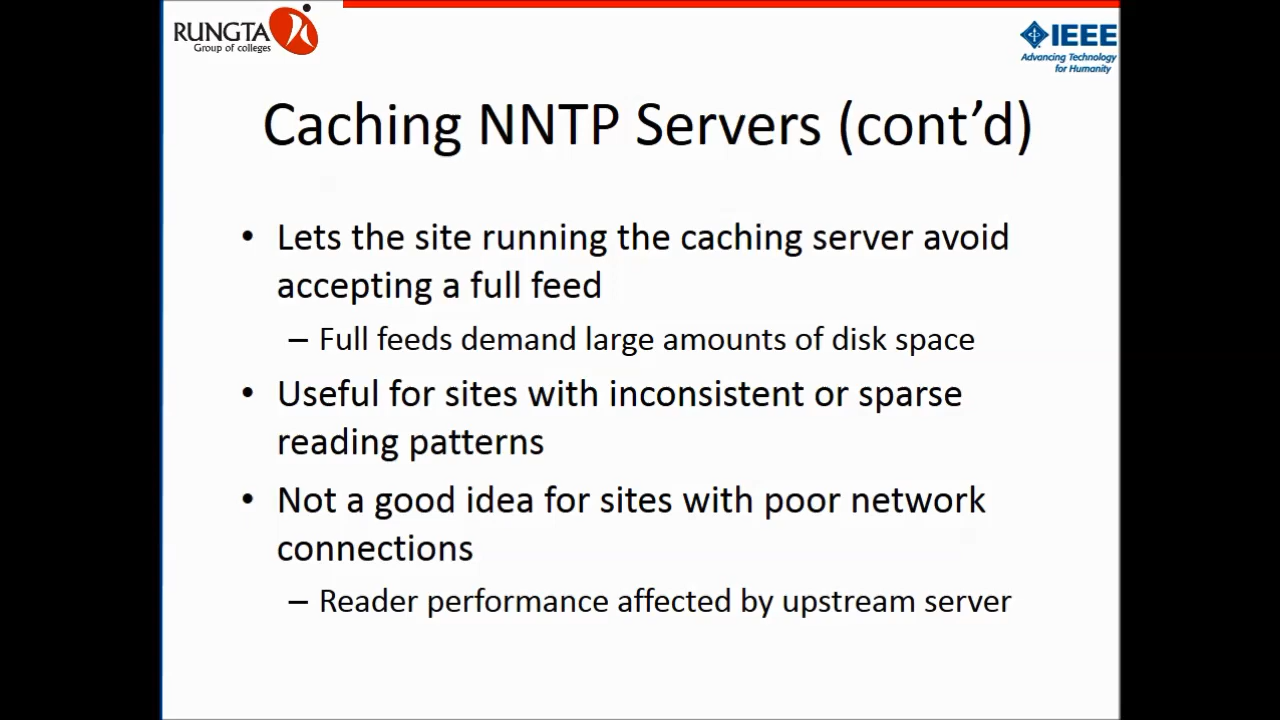 RUNGTA
Group of colleges
IEEE
Advancing Technology
for Humanity
Caching NNTP Servers (cont’d)
• Lets the site running the caching server avoid
accepting a full feed
– Full feeds demand large amounts of disk space
• Useful for sites with inconsistent or sparse
reading patterns
• Not a good idea for sites with poor network
connections
– Reader performance affected by upstream server